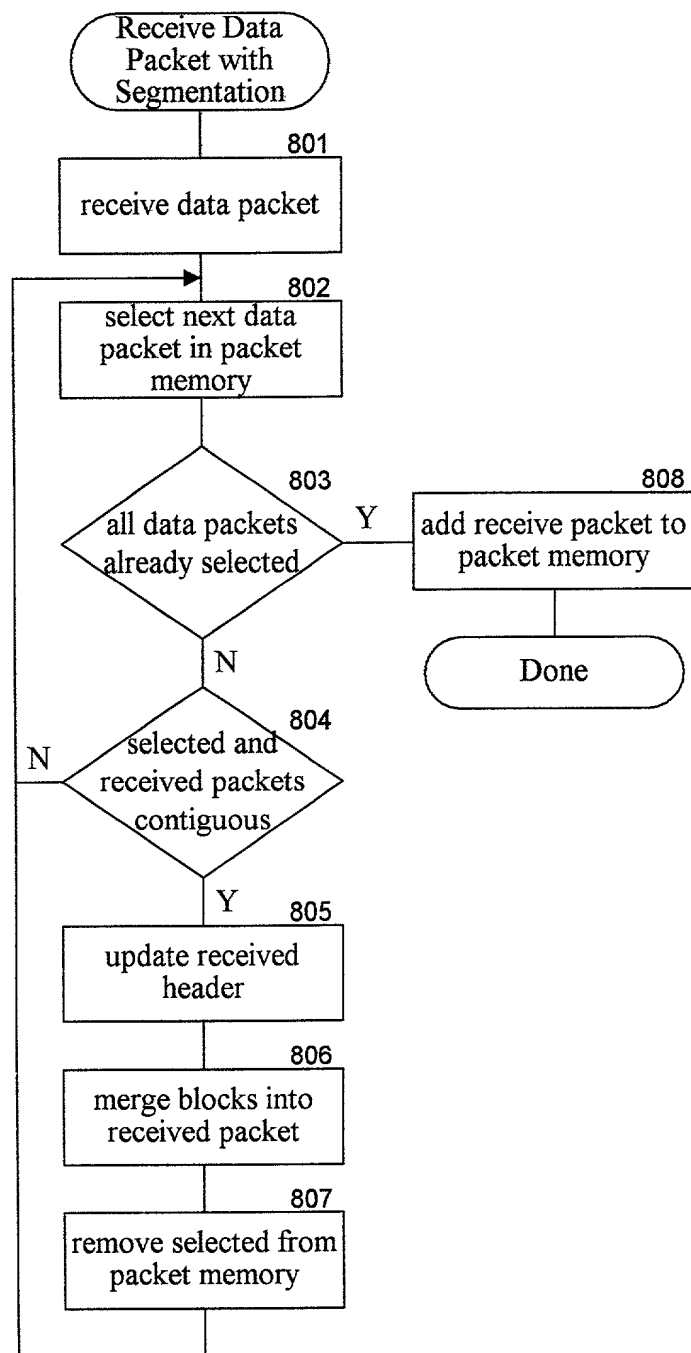 Receive Data
Packet with
Segmentation
801
receive data packet
802
select next data
packet in packet
memory
803
all data packets
already selected
Y
808
add receive packet to
packet memory
N
Done
804
selected and
received packets
contiguous
N
Y
805
update received
header
806
merge blocks into
received packet
807
remove selected from
packet memory